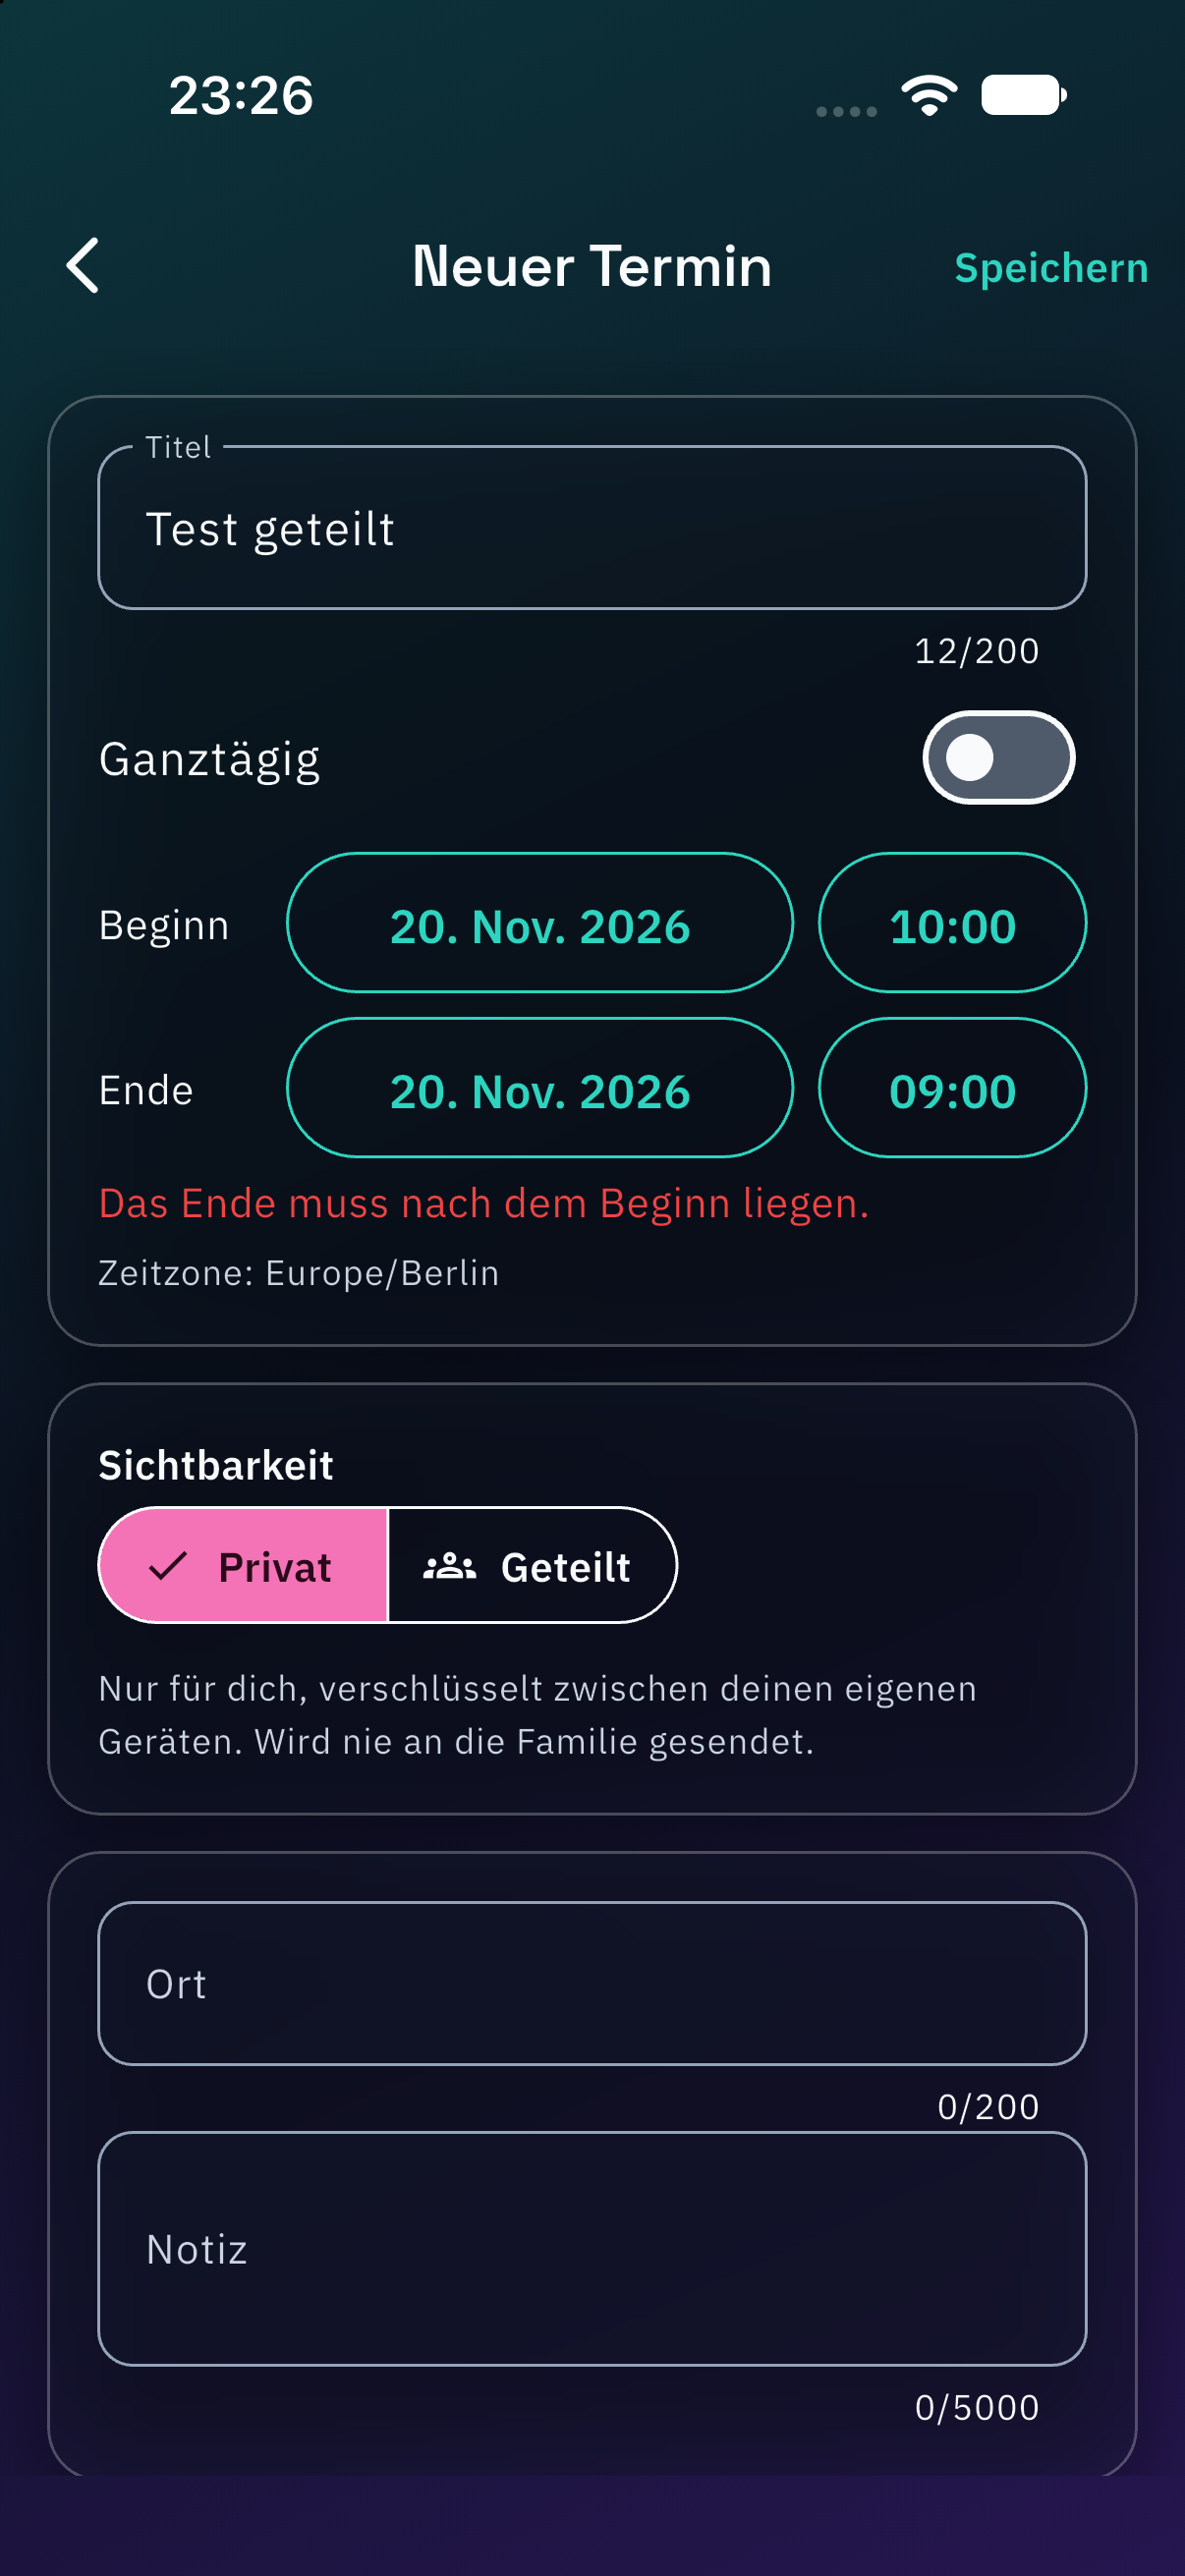 23:26
Neuer Termin
Speichern
Titel
Test geteilt
12/200
Ganztägig
Beginn
20. Nov. 2026
10:00
Ende
20. Nov. 2026
09:00
Das Ende muss nach dem Beginn liegen.
Zeitzone: Europe/Berlin
Sichtbarkeit
Privat
Geteilt
Nur für dich, verschlüsselt zwischen deinen eigenen
Geräten. Wird nie an die Familie gesendet.
Ort
0/200
Notiz
0/5000